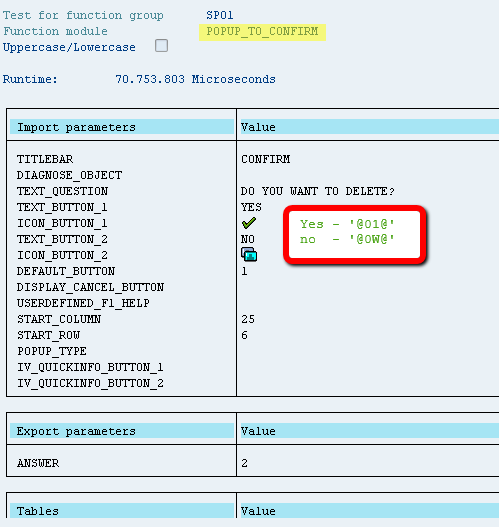 Test for function group SPO1
Function module POPUP_TO_CONFIRM
Uppercase/Lowercase
Runtime: 70.753.803 Microseconds
Import parameters Value
TITLEBAR CONFIRM
DIAGNOSE_OBJECT
TEXT_QUESTION DO YOU WANT TO DELETE?
TEXT_BUTTON_1 YES
ICON_BUTTON_1
TEXT_BUTTON_2 NO
ICON_BUTTON_2
Yes - '@01@'
no - '@0W@'
DEFAULT_BUTTON 1
DISPLAY_CANCEL_BUTTON
USERDEFINED_F1_HELP
START_COLUMN 25
START_ROW 6
POPUP_TYPE
IV_QUICKINFO_BUTTON_1
IV_QUICKINFO_BUTTON_2
Export parameters Value
ANSWER 2
Tables Value